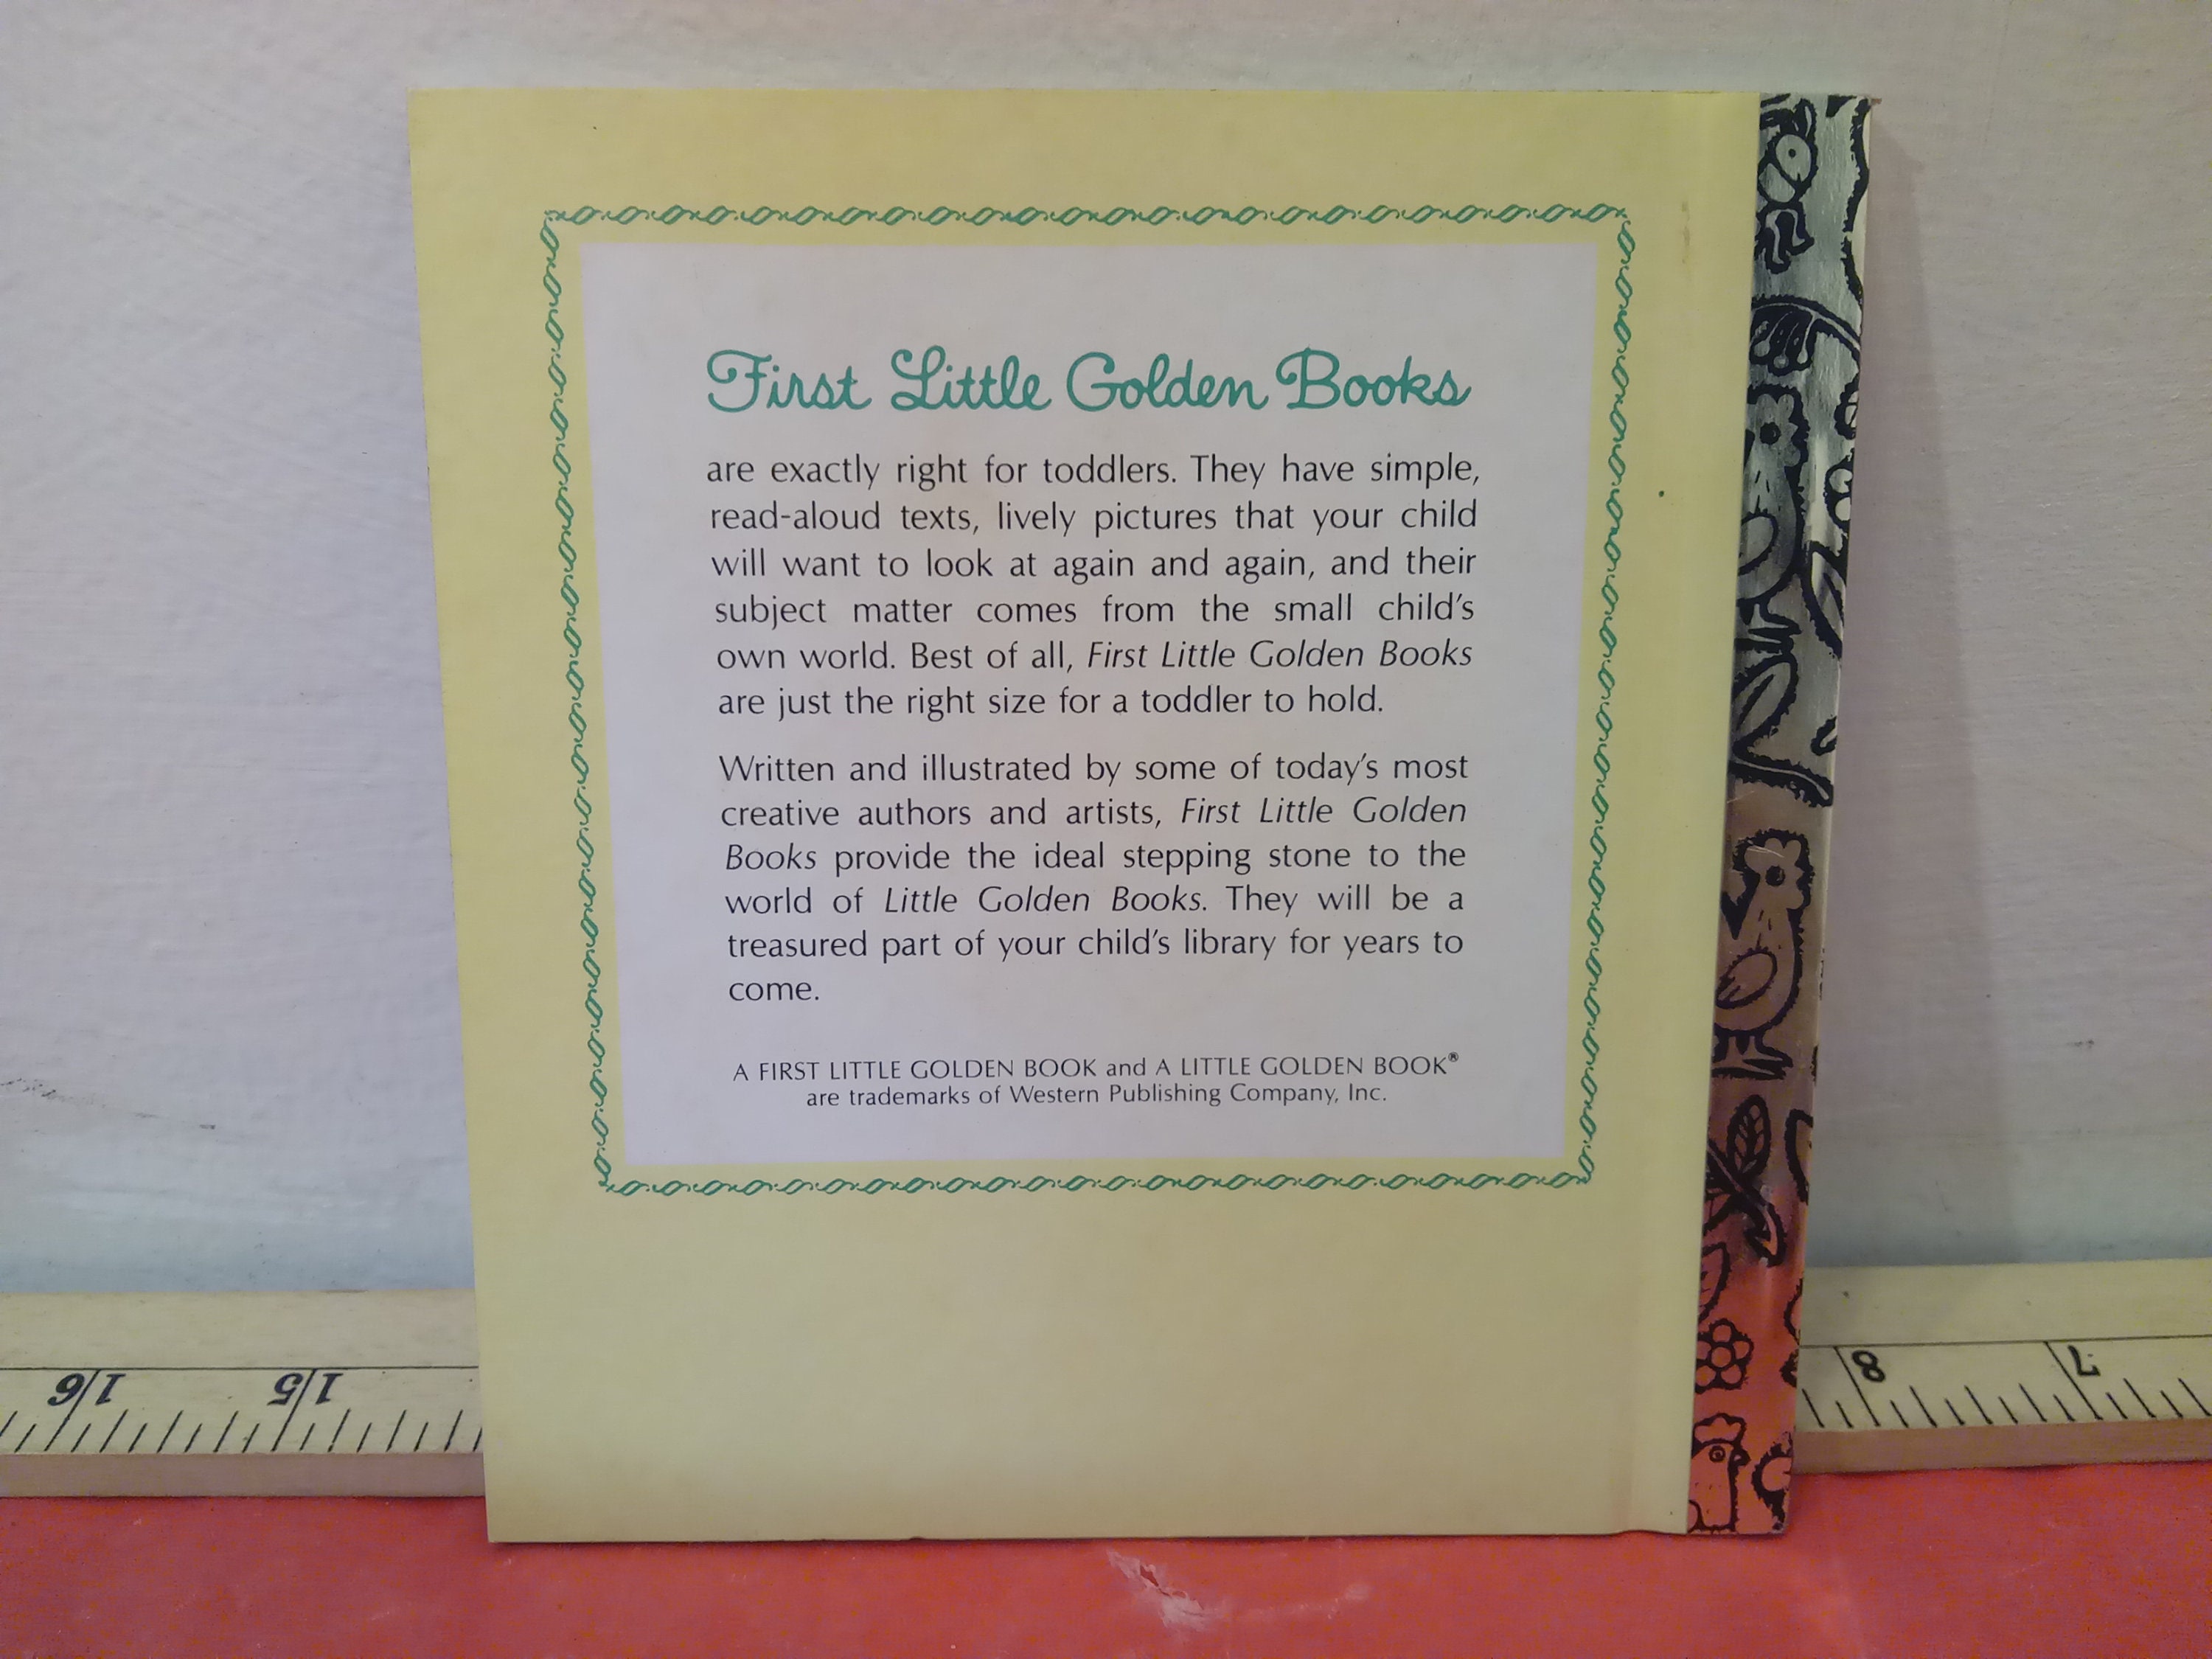 First Little Golden Books
are exactly right for toddlers. They have simple,
read-aloud texts, lively pictures that your child
will want to look at again and again, and their
subject matter comes from the small child's
own world. Best of all, First Little Golden Books
are just the right size for a toddler to hold.
Written and illustrated by some of today's most
creative authors and artists, First Little Golden
Books provide the ideal stepping stone to the
world of Little Golden Books. They will be a
treasured part of your child's library for years to
come.
A FIRST LITTLE GOLDEN BOOK and A LITTLE GOLDEN BOOK®
are trademarks of Western Publishing Company, Inc.
16 15 8 7